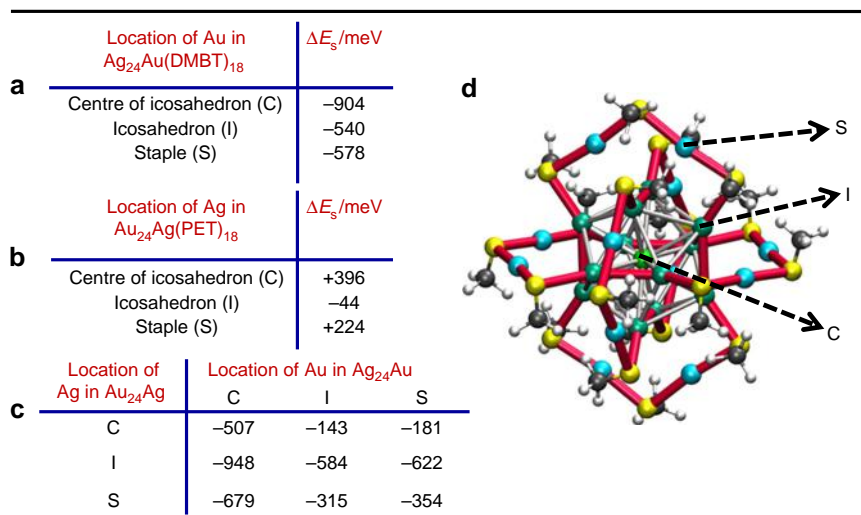 a
Location of Au in ΔEs/meV
Ag24Au(DMBT)18
Centre of icosahedron (C) –904
Icosahedron (I) –540
Staple (S) –578
b
Location of Ag in ΔEs/meV
Au24Ag(PET)18
Centre of icosahedron (C) +396
Icosahedron (I) –44
Staple (S) +224
c
Location of Location of Au in Ag24Au
Ag in Au24Ag C I S
C –507 –143 –181
I –948 –584 –622
S –679 –315 –354
d
S
I
C